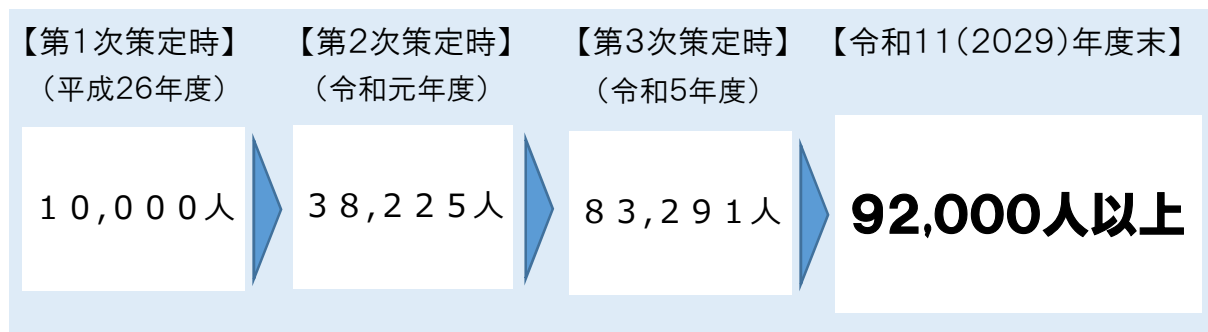 【第1次策定時】
（平成26年度）
１０,０００人
【第2次策定時】
（令和元年度）
３８,２２５人
【第3次策定時】
（令和5年度）
８３,２９１人
【令和11(2029)年度末】
92,000人以上